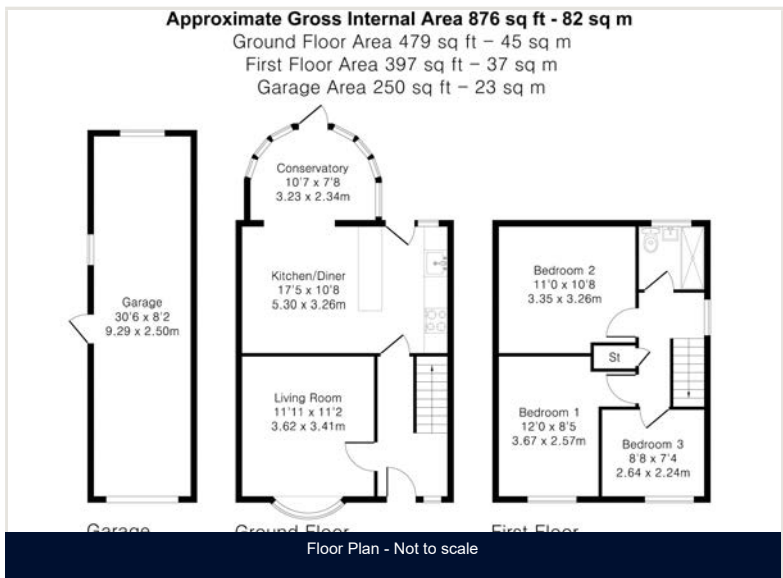 Approximate Gross Internal Area 876 sq ft - 82 sq m
Ground Floor Area 479 sq ft – 45 sq m
First Floor Area 397 sq ft – 37 sq m
Garage Area 250 sq ft – 23 sq m
Garage
30'6 x 8'2
9.29 x 2.50m
Conservatory
10'7 x 7'8
3.23 x 2.34m
Kitchen/Diner
17'5 x 10'8
5.30 x 3.26m
Living Room
11'11 x 11'2
3.62 x 3.41m
Bedroom 2
11'0 x 10'8
3.35 x 3.26m
St
Bedroom 1
12'0 x 8'5
3.67 x 2.57m
Bedroom 3
8'8 x 7'4
2.64 x 2.24m
Garage
Ground Floor
First Floor
Floor Plan - Not to scale